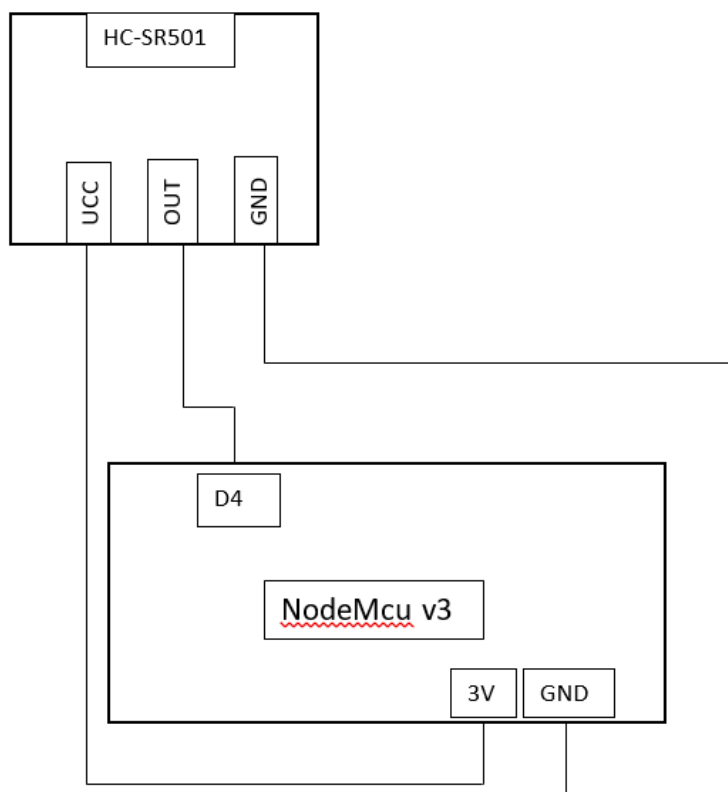 HC-SR501
UCC
OUT
GND
D4
NodeMcu v3
3V
GND